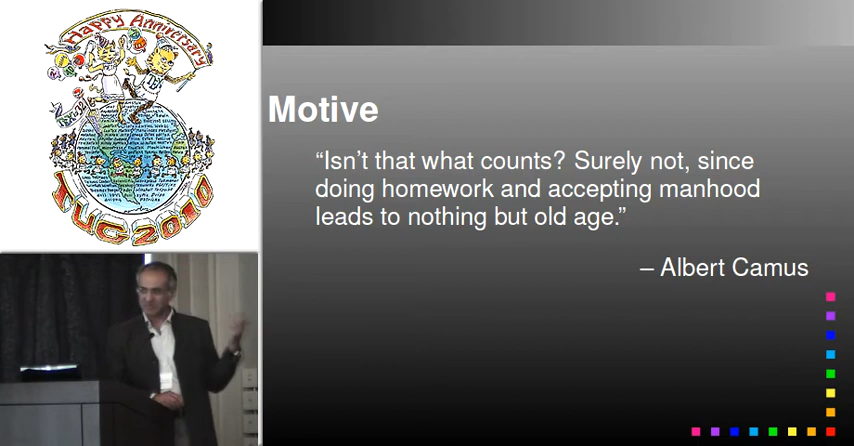 Happy Anniversary
TUG 2010
Motive
“Isn’t that what counts? Surely not, since
doing homework and accepting manhood
leads to nothing but old age.”
– Albert Camus